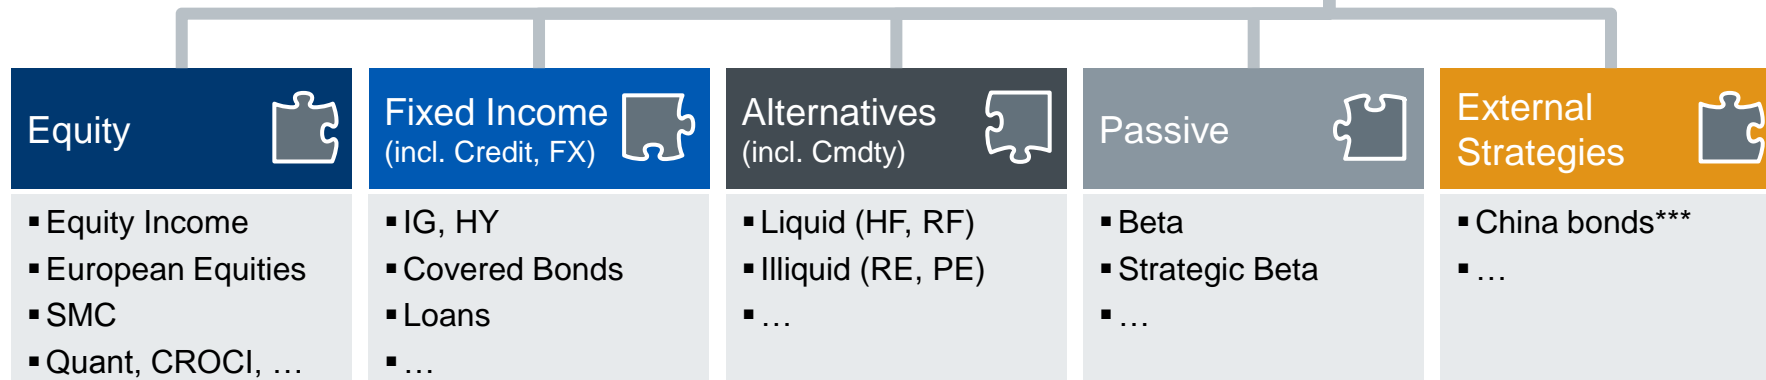 Equity
▪ Equity Income
▪ European Equities
▪ SMC
▪ Quant, CROCI, …
Fixed Income
(incl. Credit, FX)
▪ IG, HY
▪ Covered Bonds
▪ Loans
▪ …
Alternatives
(incl. Cmdty)
▪ Liquid (HF, RF)
▪ Illiquid (RE, PE)
▪ …
Passive
▪ Beta
▪ Strategic Beta
▪ …
External
Strategies
▪ China bonds***
▪ …